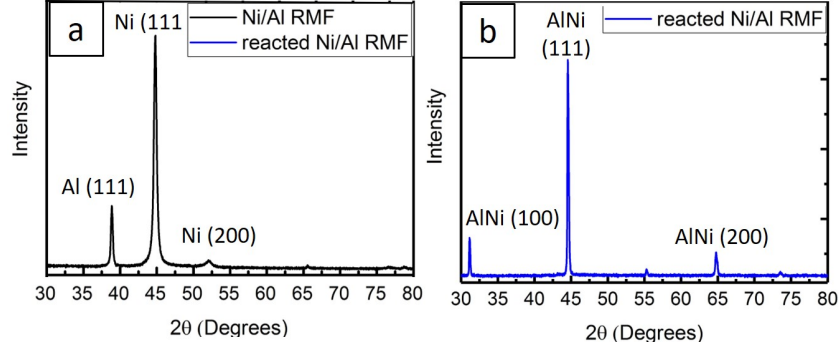 a
Ni (111
Ni/Al RMF
reacted Ni/Al RMF
Al (111)
Ni (200)
Intensity
30 35 40 45 50 55 60 65 70 75 80
2θ (Degrees)
b
AlNi
(111)
reacted Ni/Al RMF
AlNi (100)
AlNi (200)
Intensity
30 35 40 45 50 55 60 65 70 75 80
2θ (Degrees)